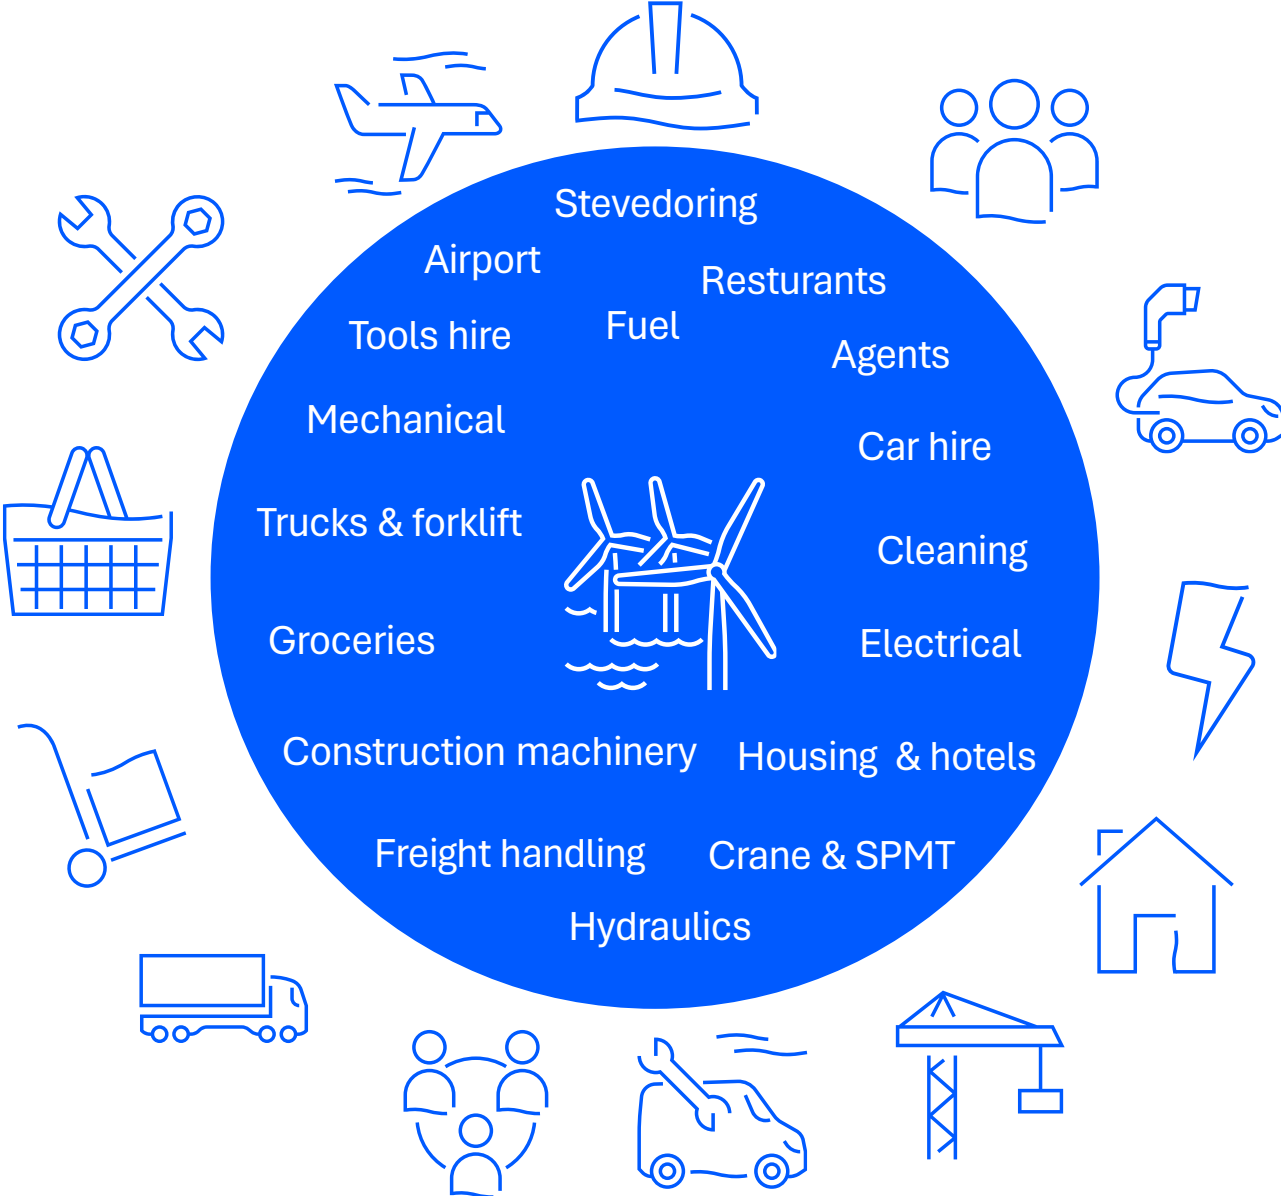 Stevedoring
Airport
Resturants
Tools hire
Fuel
Agents
Mechanical
Car hire
Trucks & forklift
Cleaning
Groceries
Electrical
Construction machinery
Housing & hotels
Freight handling
Crane & SPMT
Hydraulics